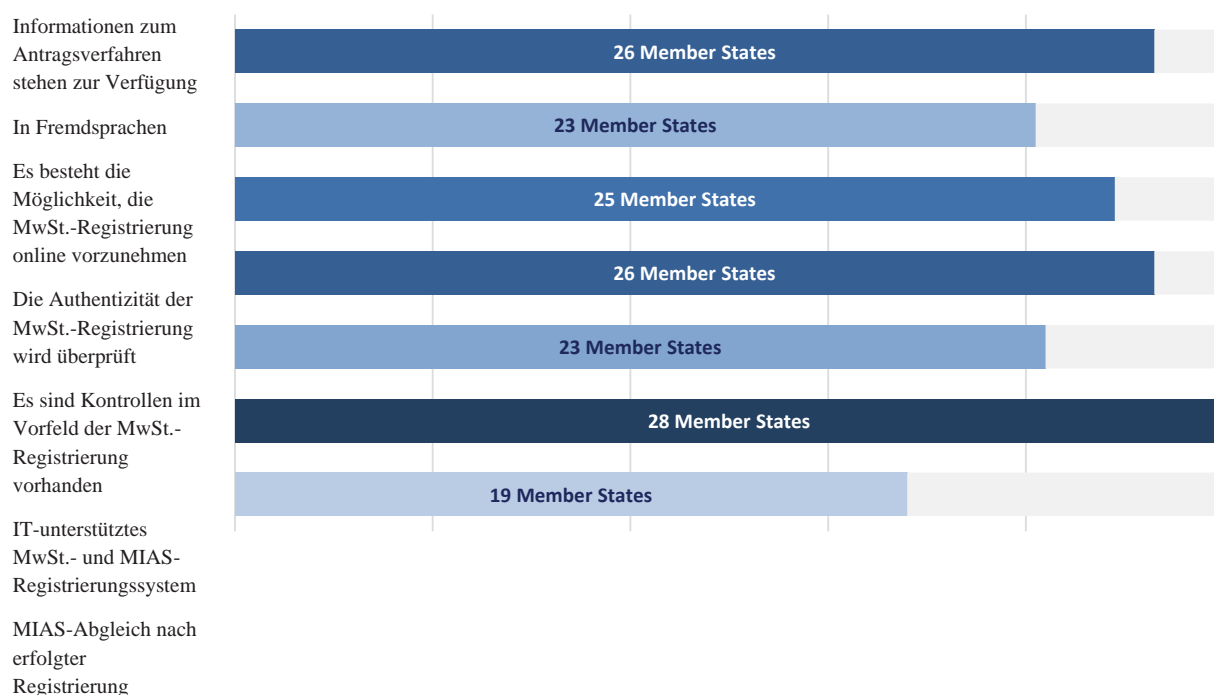 Informationen zum
Antragsverfahren
stehen zur Verfügung
In Fremdsprachen
Es besteht die
Möglichkeit, die
MwSt.-Registrierung
online vorzunehmen
Die Authentizität der
MwSt.-Registrierung
wird überprüft
Es sind Kontrollen im
Vorfeld der MwSt.-
Registrierung
vorhanden
IT-unterstütztes
MwSt.- und MIAS-
Registrierungssystem
MIAS-Abgleich nach
erfolgter
Registrierung
26 Member States
23 Member States
25 Member States
26 Member States
23 Member States
28 Member States
19 Member States